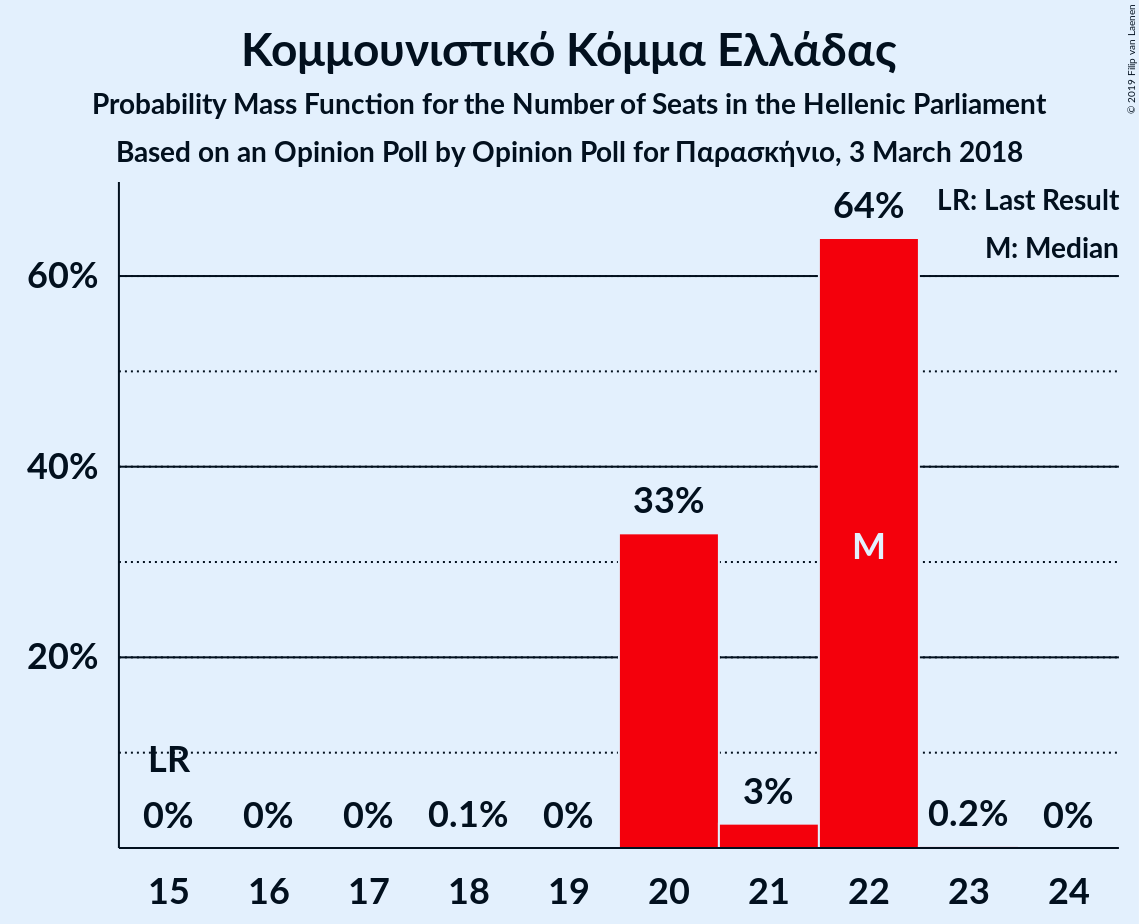 Κομμουνιστικό Κόμμα Ελλάδας
Probability Mass Function for the Number of Seats in the Hellenic Parliament
Based on an Opinion Poll by Opinion Poll for Παρασκήνιο, 3 March 2018
© 2019 Filip van Laenen
LR: Last Result
M: Median
64%
60%
40%
33%
M
20%
LR
3%
0% 0% 0% 0.1% 0% 0.2% 0%
15 16 17 18 19 20 21 22 23 24